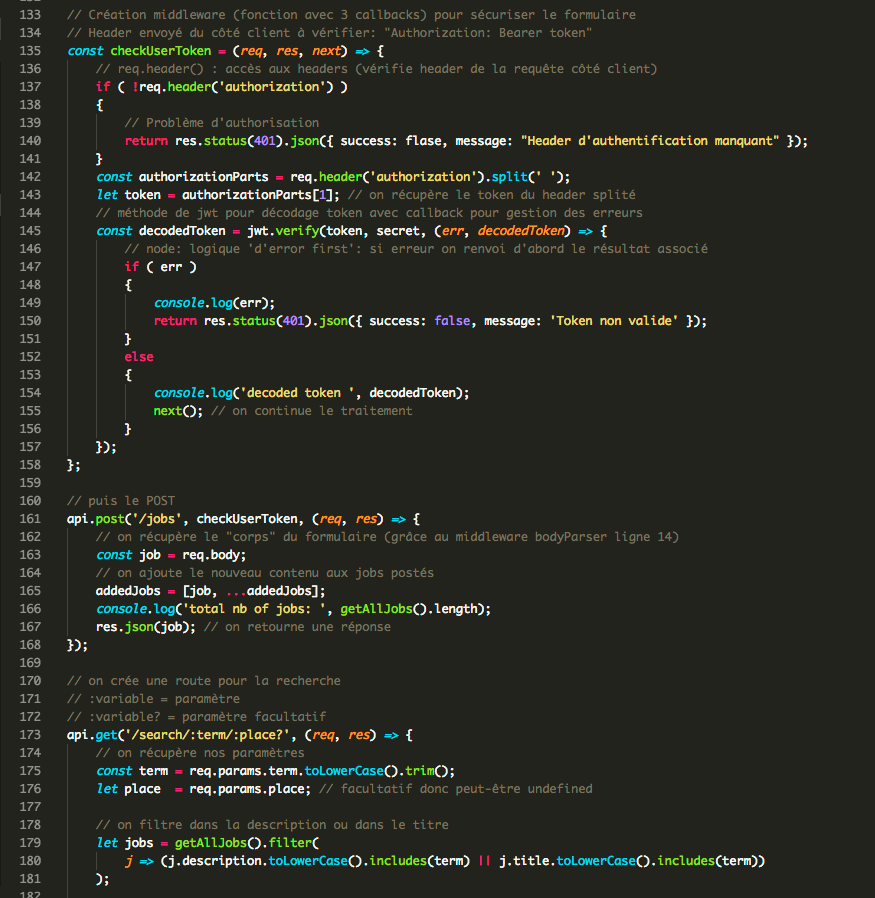 133 // Création middleware (fonction avec 3 callbacks) pour sécuriser le formulaire
134 // Header envoyé du côté client à vérifier: "Authorization: Bearer token"
135 const checkUserToken = (req, res, next) => {
136 // req.header() : accès aux headers (vérifie header de la requête côté client)
137 if ( !req.header('authorization') )
138 {
139 // Problème d'authorisation
140 return res.status(401).json({ success: flase, message: "Header d'authentification manquant" });
141 }
142 const authorizationParts = req.header('authorization').split(' ');
143 let token = authorizationParts[1]; // on récupère le token du header splité
144 // méthode de jwt pour décodage token avec callback pour gestion des erreurs
145 const decodedToken = jwt.verify(token, secret, (err, decodedToken) => {
146 // node: logique 'd'error first': si erreur on renvoi d'abord le résultat associé
147 if ( err )
148 {
149 console.log(err);
150 return res.status(401).json({ success: false, message: 'Token non valide' });
151 }
152 else
153 {
154 console.log('decoded token ', decodedToken);
155 next(); // on continue le traitement
156 }
157 });
158 };
159
160 // puis le POST
161 api.post('/jobs', checkUserToken, (req, res) => {
162 // on récupère le "corps" du formulaire (grâce au middleware bodyParser ligne 14)
163 const job = req.body;
164 // on ajoute le nouveau contenu aux jobs postés
165 addedJobs = [job, ...addedJobs];
166 console.log('total nb of jobs: ', getAllJobs().length);
167 res.json(job); // on retourne une réponse
168 });
169
170 // on crée une route pour la recherche
171 // :variable = paramètre
172 // :variable? = paramètre facultatif
173 api.get('/search/:term/:place?', (req, res) => {
174 // on récupère nos paramètres
175 const term = req.params.term.toLowerCase().trim();
176 let place  = req.params.place; // facultatif donc peut-être undefined
177
178 // on filtre dans la description ou dans le titre
179 let jobs = getAllJobs().filter(
180 j => (j.description.toLowerCase().includes(term) || j.title.toLowerCase().includes(term))
181 );
182